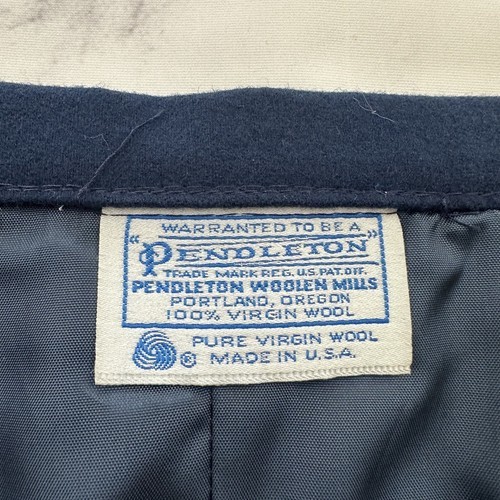 WARRANTED TO BE A
"PENDLETON"
TRADE MARK REG. U.S. PAT. OFF.
PENDLETON WOOLEN MILLS
PORTLAND, OREGON
100% VIRGIN WOOL
PURE VIRGIN WOOL
® MADE IN U.S.A.